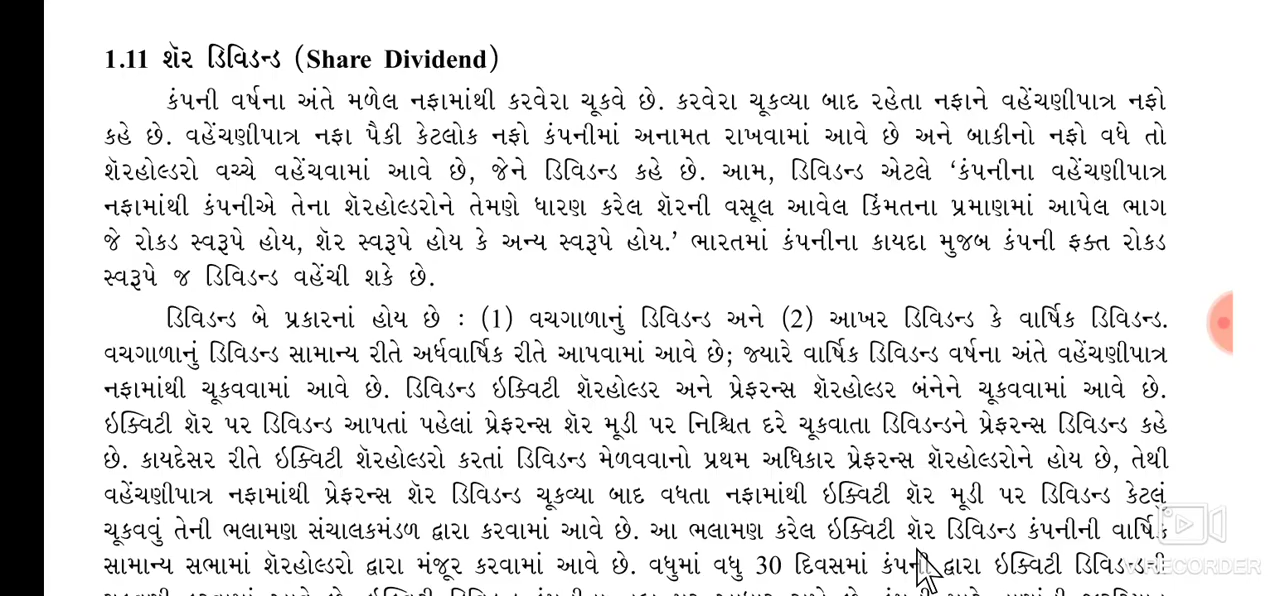 1.11 શૅર ડિવિડન્ડ (Share Dividend)
કંપની વર્ષના અંતે મળેલ નફામાંથી કરવેરા ચૂકવે છે. કરવેરા ચૂકવ્યા બાદ રહેતા નફાને વહેંચણીપાત્ર નફો
કહે છે. વહેંચણીપાત્ર નફા પૈકી કેટલોક નફો કંપનીમાં અનામત રાખવામાં આવે છે અને બાકીનો નફો વધે તો
શૅરહોલ્ડરો વચ્ચે વહેંચવામાં આવે છે, જેને ડિવિડન્ડ કહે છે. આમ, ડિવિડન્ડ એટલે ‘કંપનીના વહેંચણીપાત્ર
નફામાંથી કંપનીએ તેના શૅરહોલ્ડરોને તેમણે ધારણ કરેલ શૅરની વસૂલ આવેલ કિંમતના પ્રમાણમાં આપેલ ભાગ
જે રોકડ સ્વરૂપે હોય, શૅર સ્વરૂપે હોય કે અન્ય સ્વરૂપે હોય.’ ભારતમાં કંપનીના કાયદા મુજબ કંપની ફક્ત રોકડ
સ્વરૂપે જ ડિવિડન્ડ વહેંચી શકે છે.
ડિવિડન્ડ બે પ્રકારનાં હોય છે : (1) વચગાળાનું ડિવિડન્ડ અને (2) આખર ડિવિડન્ડ કે વાર્ષિક ડિવિડન્ડ.
વચગાળાનું ડિવિડન્ડ સામાન્ય રીતે અર્ધવાર્ષિક રીતે આપવામાં આવે છે; જ્યારે વાર્ષિક ડિવિડન્ડ વર્ષના અંતે વહેંચણીપાત્ર
નફામાંથી ચૂકવવામાં આવે છે. ડિવિડન્ડ ઇક્વિટી શૅરહોલ્ડર અને પ્રેફરન્સ શૅરહોલ્ડર બંનેને ચૂકવવામાં આવે છે.
ઇક્વિટી શૅર પર ડિવિડન્ડ આપતાં પહેલાં પ્રેફરન્સ શૅર મૂડી પર નિશ્ચિત દરે ચૂકવાતા ડિવિડન્ડને પ્રેફરન્સ ડિવિડન્ડ કહે
છે. કાયદેસર રીતે ઇક્વિટી શૅરહોલ્ડરો કરતાં ડિવિડન્ડ મેળવવાનો પ્રથમ અધિકાર પ્રેફરન્સ શૅરહોલ્ડરોને હોય છે, તેથી
વહેંચણીપાત્ર નફામાંથી પ્રેફરન્સ શૅર ડિવિડન્ડ ચૂકવ્યા બાદ વધતા નફામાંથી ઇક્વિટી શૅર મૂડી પર ડિવિડન્ડ કેટલું
ચૂકવવું તેની ભલામણ સંચાલકમંડળ દ્વારા કરવામાં આવે છે. આ ભલામણ કરેલ ઇક્વિટી શૅર ડિવિડન્ડ કંપનીની વાર્ષિક
સામાન્ય સભામાં શૅરહોલ્ડરો દ્વારા મંજૂર કરવામાં આવે છે. વધુમાં વધુ 30 દિવસમાં કંપની દ્વારા ઇક્વિટી ડિવિડન્ડની
RECORDER